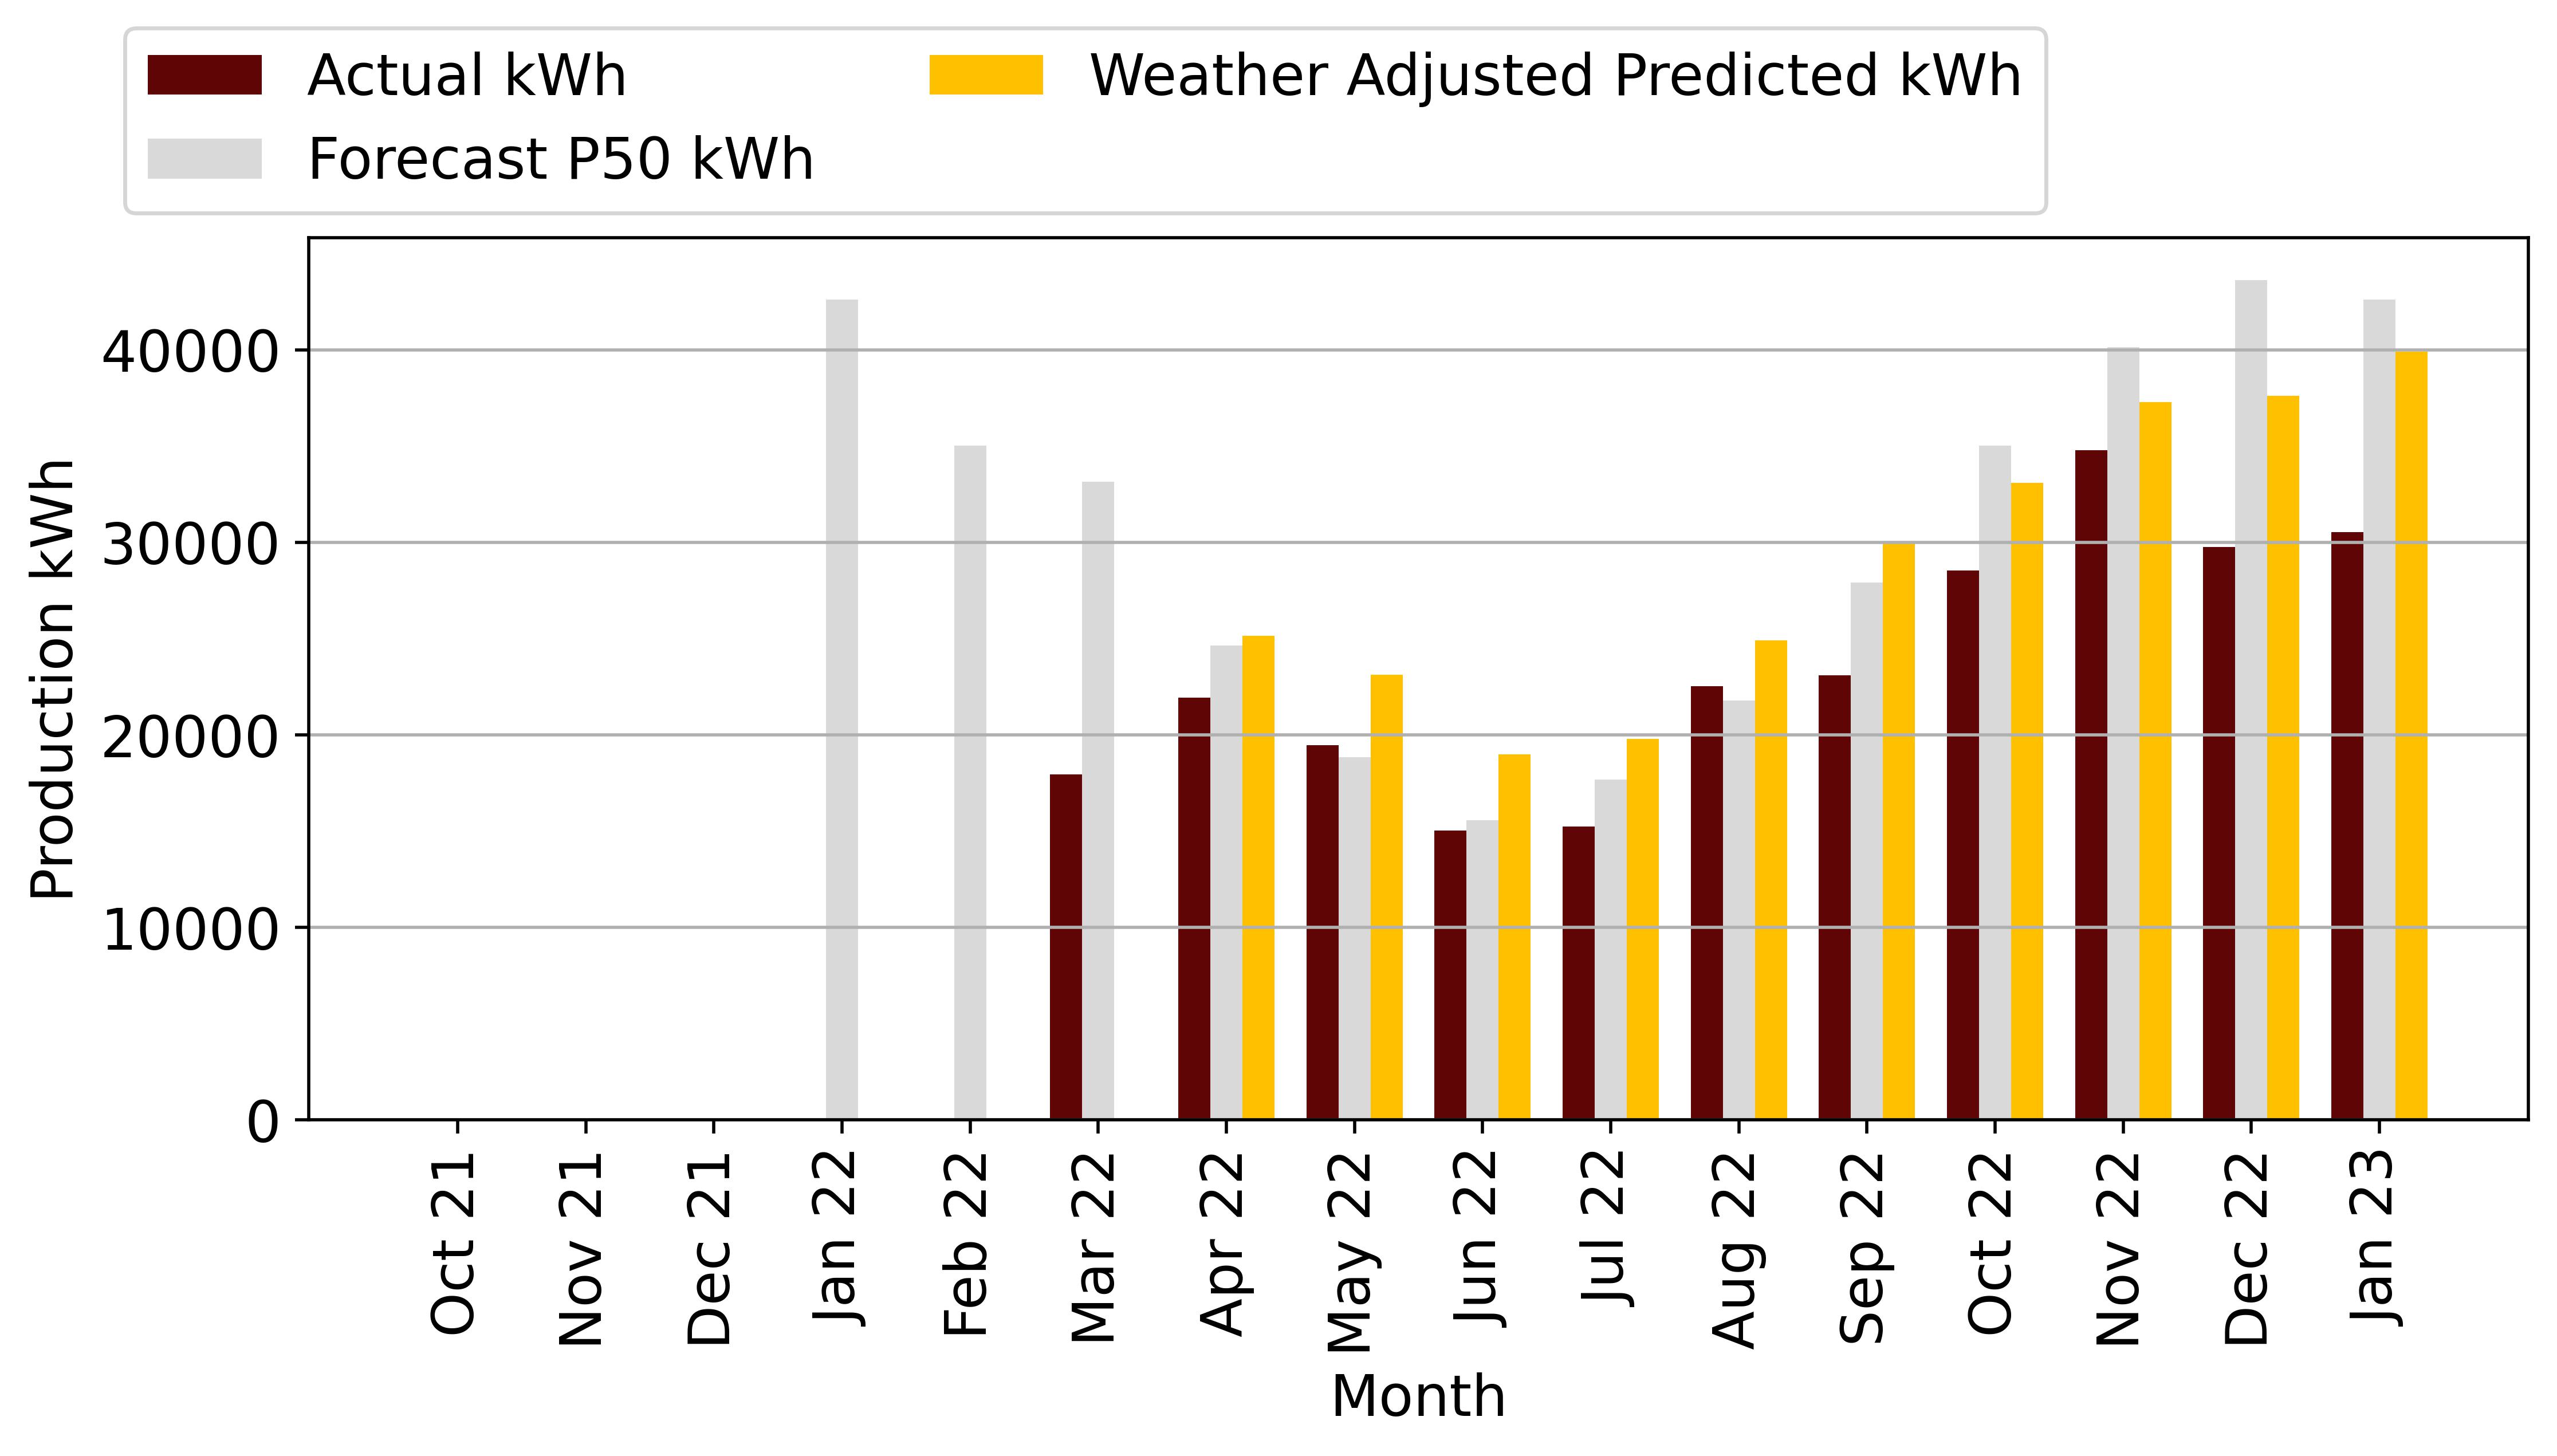 Actual kWh
Forecast P50 kWh
Weather Adjusted Predicted kWh
Production kWh
40000
30000
20000
10000
0
Oct 21
Nov 21
Dec 21
Jan 22
Feb 22
Mar 22
Apr 22
May 22
Jun 22
Jul 22
Aug 22
Sep 22
Oct 22
Nov 22
Dec 22
Jan 23
Month